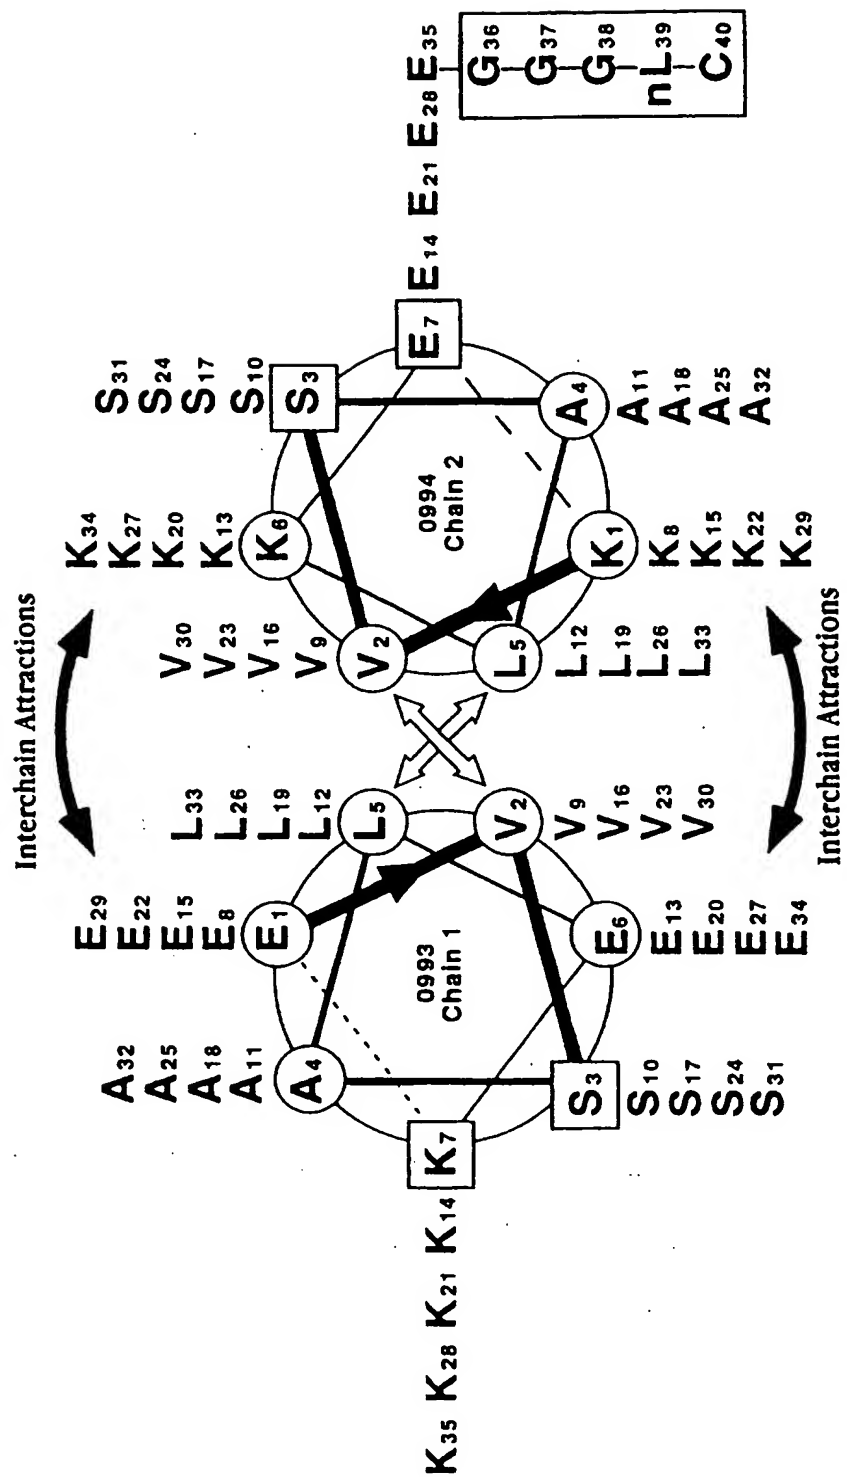 Interchain Attractions
E29
E22
E15
E8
E1
L33
L26
L19
L12
L5
V30
V23
V16
V9
V2
K34
K27
K20
K13
K6
S31
S24
S17
S10
S3
A32
A25
A18
A11
A4
K35 K28 K21 K14 K7
0993
Chain 1
0994
Chain 2
E7 E14 E21 E28 E35
G36
G37
G38
nL39
C40
S3
S10
S17
S24
S31
E6
E13
E20
E27
E34
V2
V9
V16
V23
V30
L5
L12
L19
L26
L33
K1
K8
K15
K22
K29
A4
A11
A18
A25
A32
Interchain Attractions